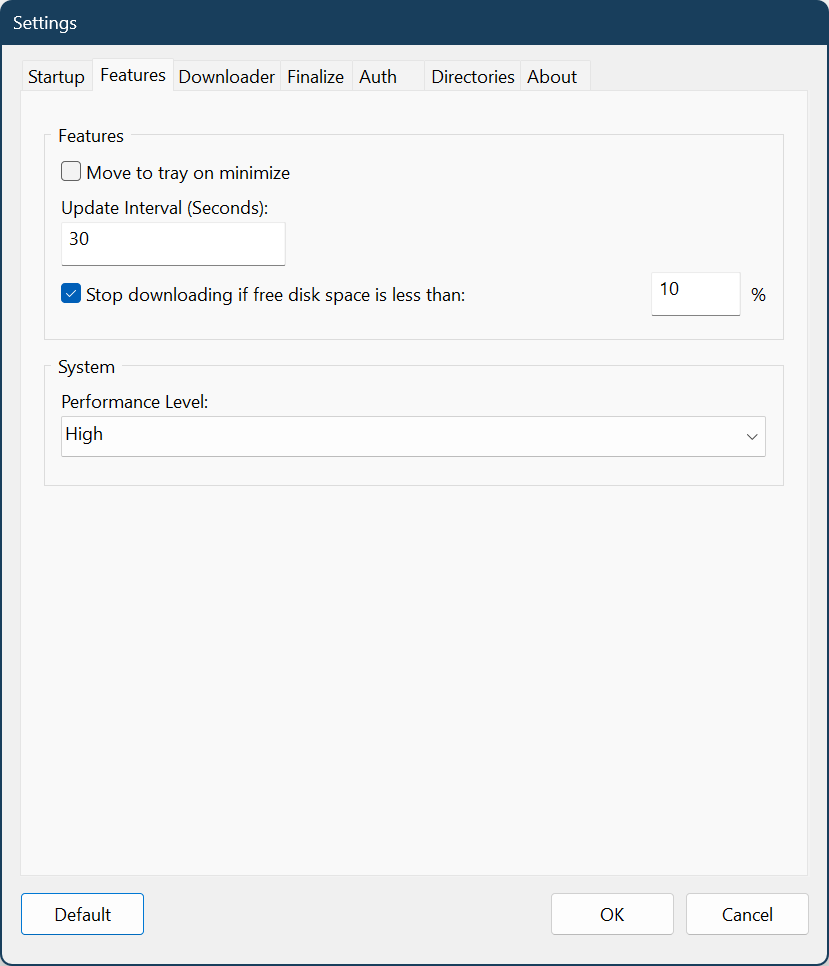 Settings
Startup Features Downloader Finalize Auth Directories About
Features
Move to tray on minimize
Update Interval (Seconds):
30
Stop downloading if free disk space is less than: 10 %
System
Performance Level:
High
Default OK Cancel